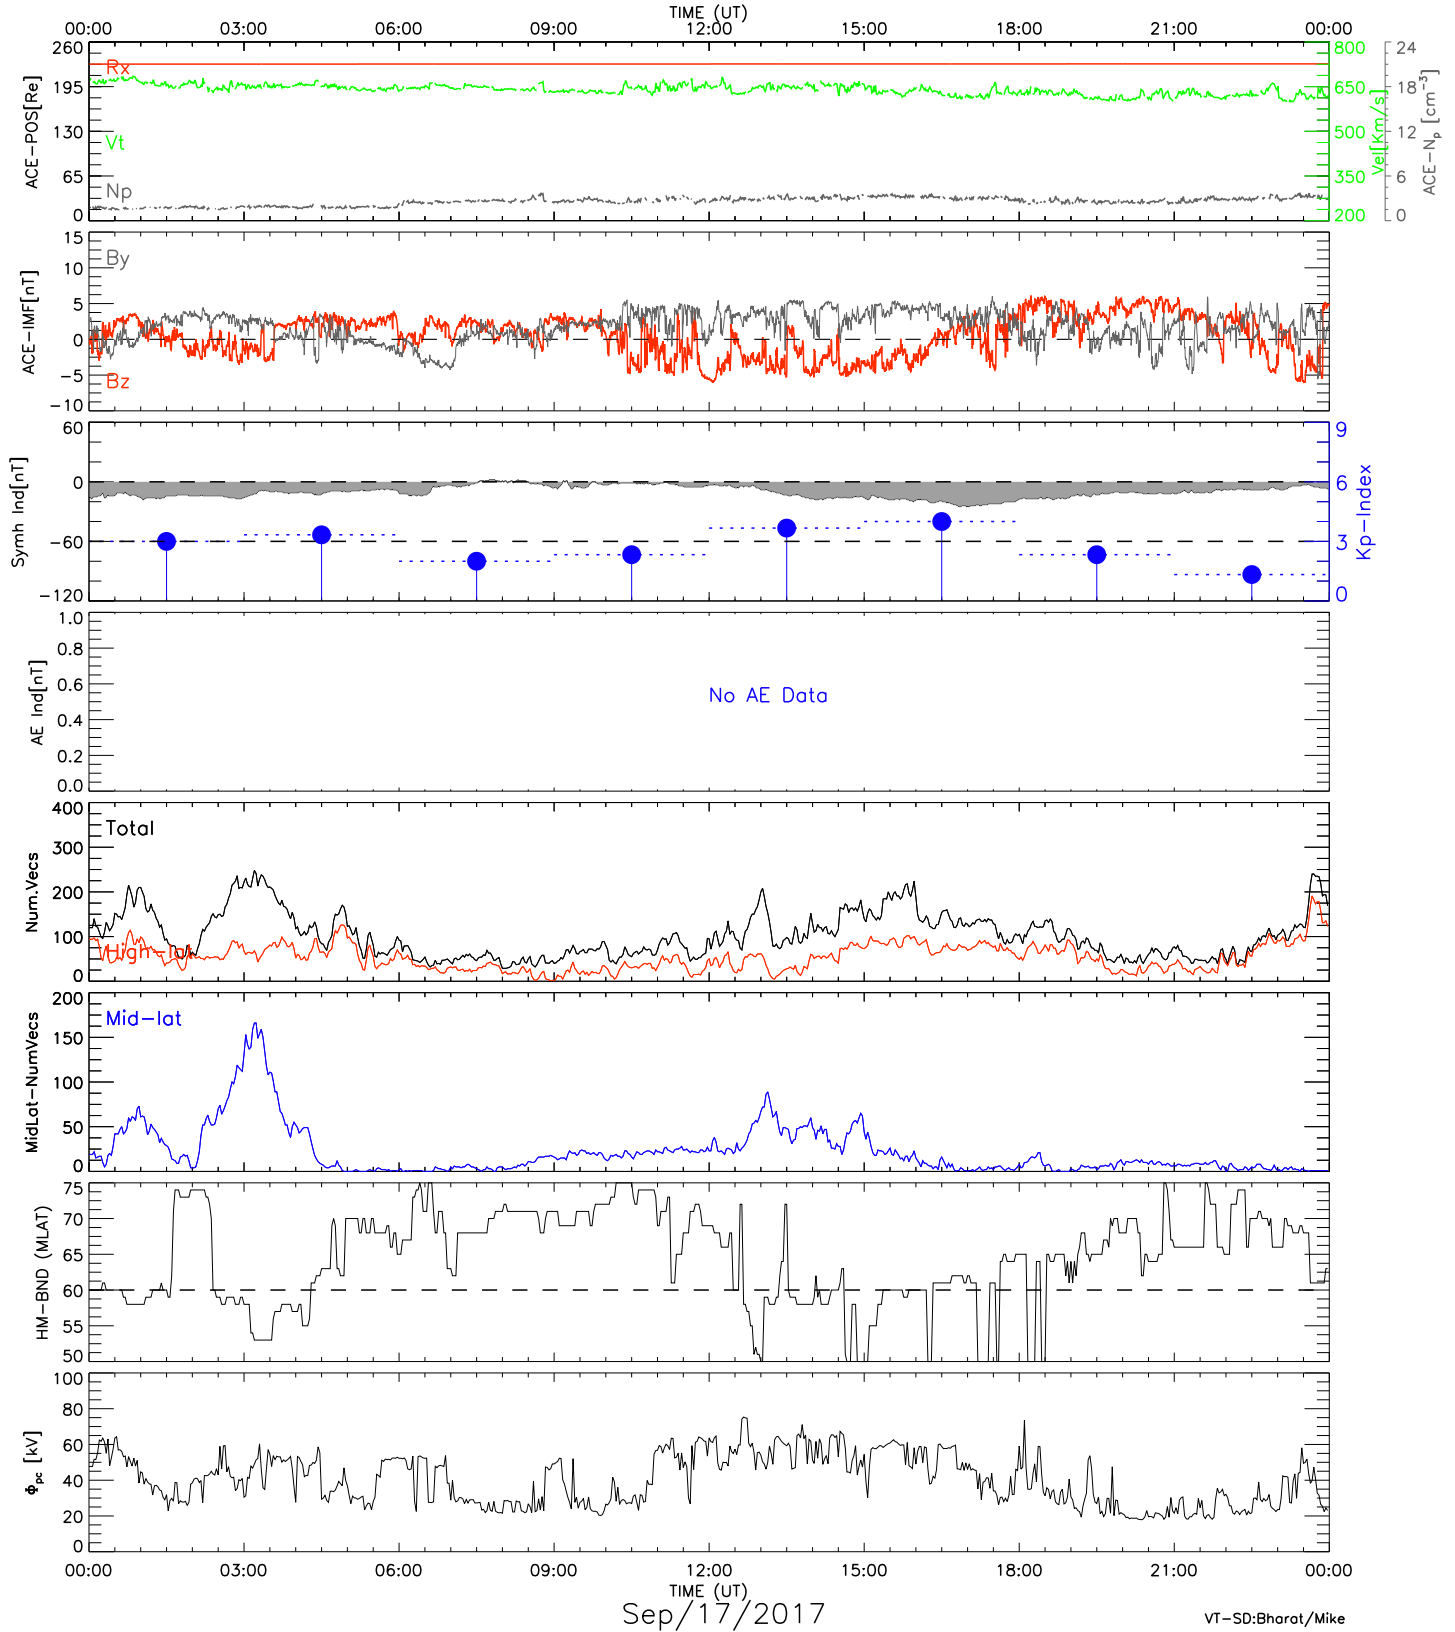 TIME (UT)
00:00 03:00 06:00 09:00 12:00 15:00 18:00 21:00 00:00
260 195 130 65 0
ACE-POS[Re]
Rx
Vt
Np
800 650 500 350 200
Vel[Km/s]
24 18 12 6 0
ACE-Np [cm-3]
15 10 5 0 -5 -10
ACE-IMF[nT]
By
Bz
60 0 -60 -120
Symh Ind[nT]
9 6 3 0
Kp-Index
1.0 0.8 0.6 0.4 0.2 0.0
AE Ind[nT]
No AE Data
400 300 200 100 0
Num.Vecs
Total
High-lat
200 150 100 50 0
MidLat-NumVecs
Mid-lat
75 70 65 60 55 50
HM-BND (MLAT)
100 80 60 40 20 0
Φpc [kV]
00:00 03:00 06:00 09:00 12:00 15:00 18:00 21:00 00:00
TIME (UT)
Sep/17/2017
VT-SD:Bharat/Mike